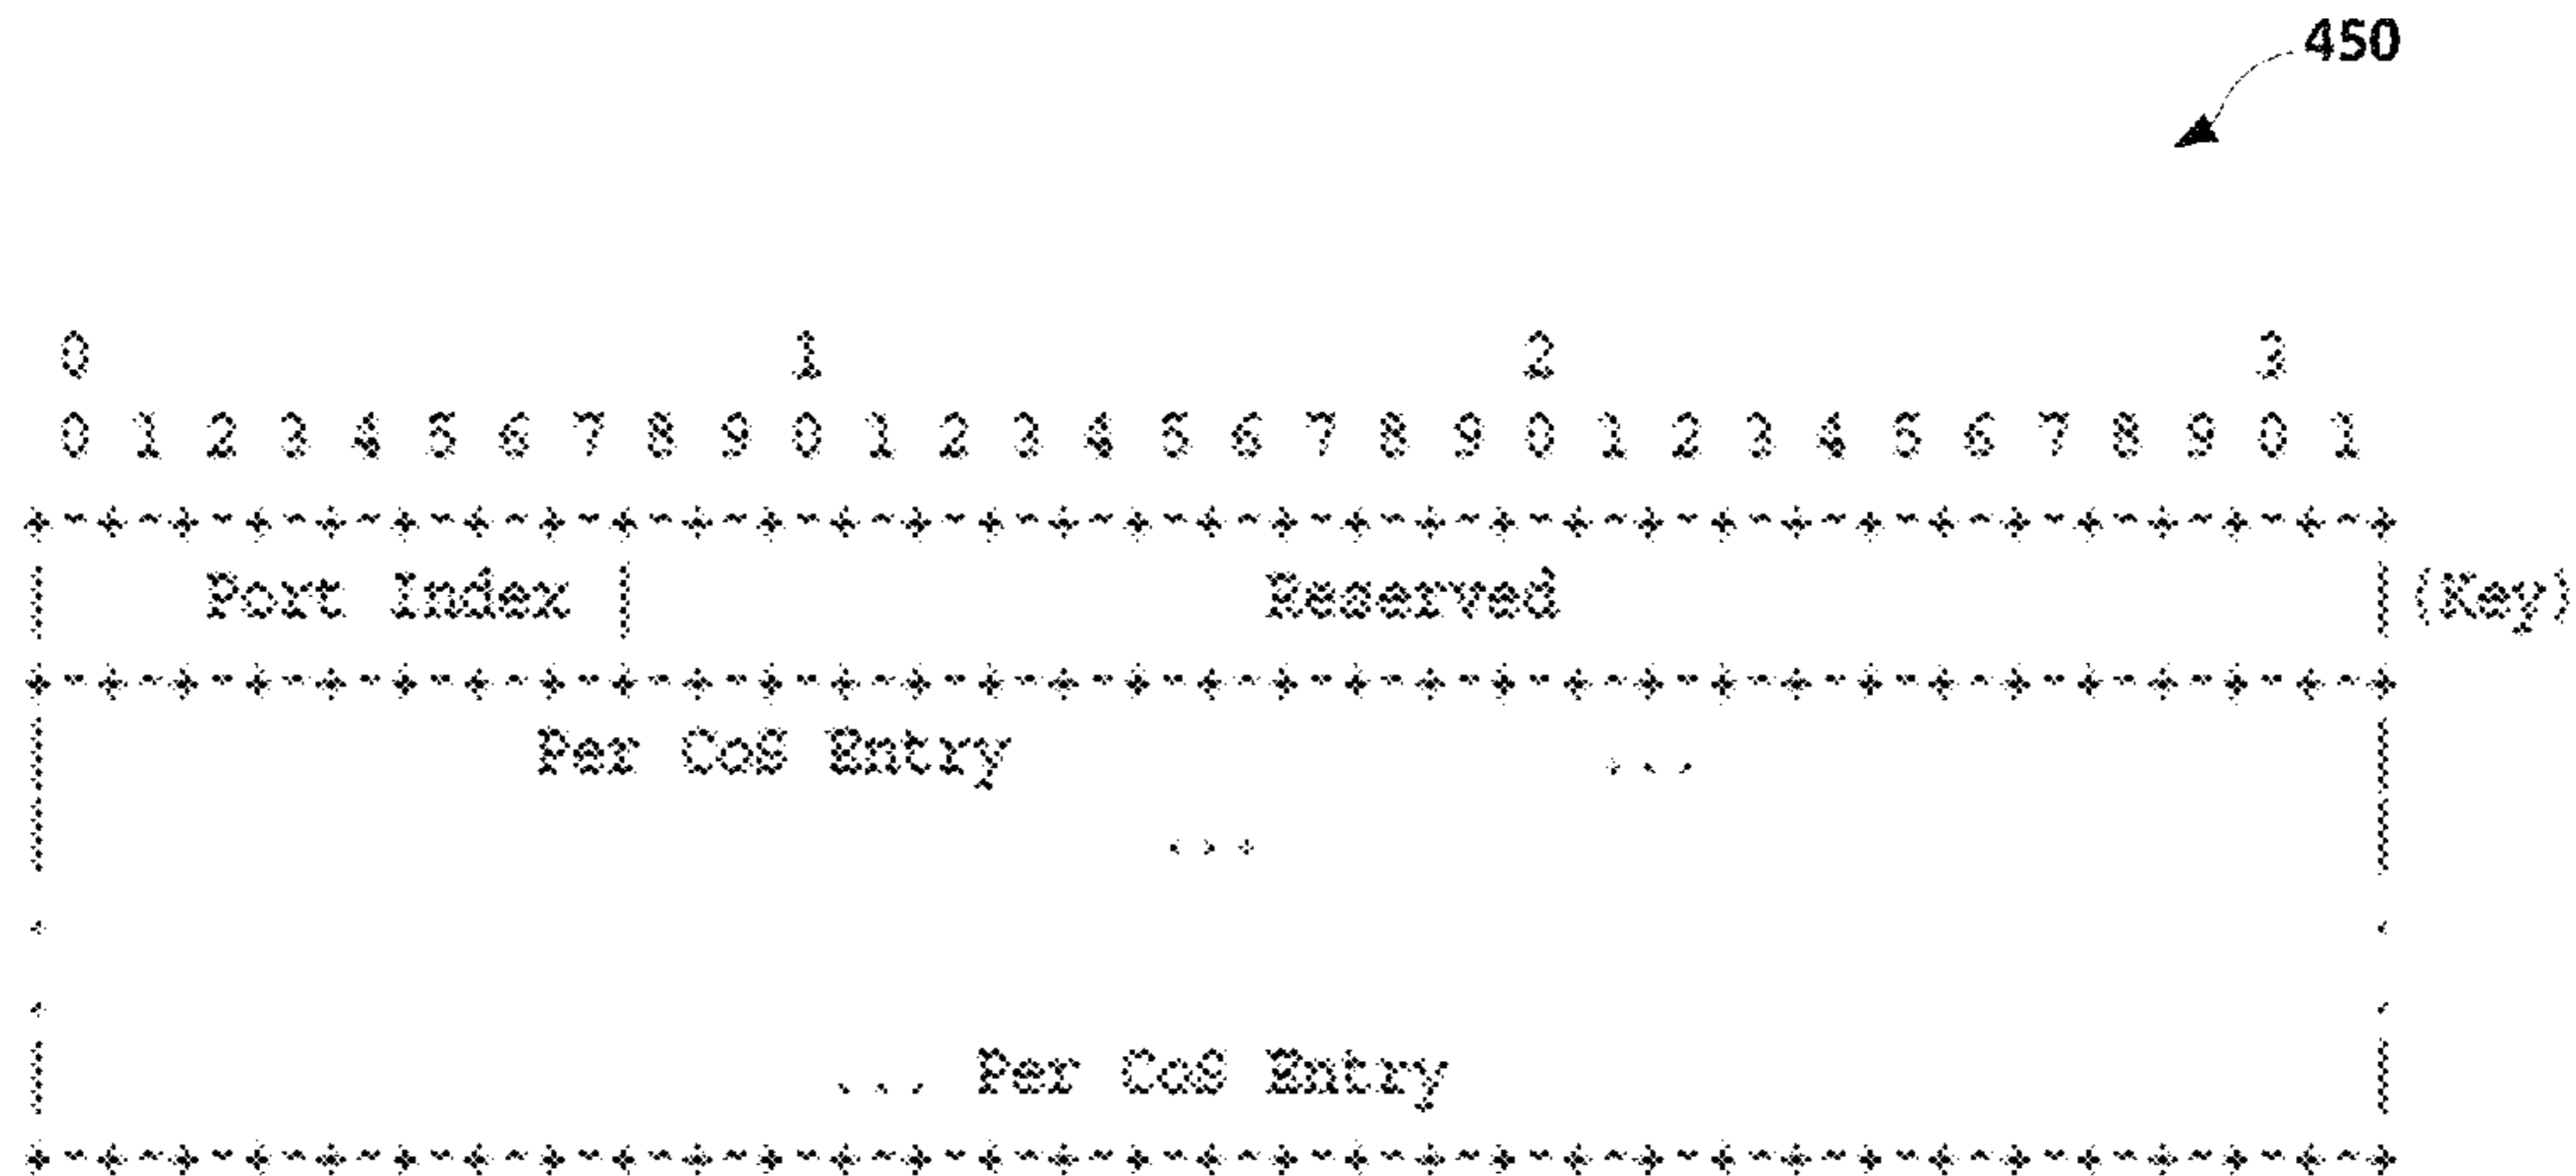 450
0 1 2 3
0 1 2 3 4 5 6 7 8 9 0 1 2 3 4 5 6 7 8 9 0 1 2 3 4 5 6 7 8 9 0 1
+-+-+-+-+-+-+-+-+-+-+-+-+-+-+-+-+-+-+-+-+-+-+-+-+-+-+-+-+-+-+-+-+
| Port Index | Reserved | (Key)
+-+-+-+-+-+-+-+-+-+-+-+-+-+-+-+-+-+-+-+-+-+-+-+-+-+-+-+-+-+-+-+-+
| Per CoS Entry ... |
| ... |
. .
. .
| ... Per CoS Entry |
+-+-+-+-+-+-+-+-+-+-+-+-+-+-+-+-+-+-+-+-+-+-+-+-+-+-+-+-+-+-+-+-+